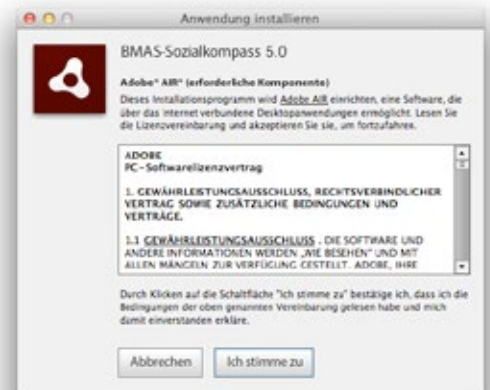 Anwendung installieren
BMAS-Sozialkompass 5.0
Adobe® AIR® (erforderliche Komponente)
Dieses Installationsprogramm wird Adobe AIR einrichten, eine Software, die
über das Internet verbundene Desktopanwendungen ermöglicht. Lesen Sie
die Lizenzvereinbarung und akzeptieren Sie sie, um fortzufahren.
ADOBE
PC-Softwarelizenzvertrag
1. GEWÄHRLEISTUNGSAUSSCHLUSS, RECHTSVERBINDLICHER
VERTRAG SOWIE ZUSÄTZLICHE BEDINGUNGEN UND
VERTRÄGE.
1.1 GEWÄHRLEISTUNGSAUSSCHLUSS . DIE SOFTWARE UND
ANDERE INFORMATIONEN WERDEN „WIE BESEHEN“ UND MIT
ALLEN MÄNGELN ZUR VERFÜGUNG GESTELLT. ADOBE, IHRE
Durch Klicken auf die Schaltfläche "Ich stimme zu" bestätige ich, dass ich die
Bedingungen der oben genannten Vereinbarung gelesen habe und mich
damit einverstanden erkläre.
Abbrechen
Ich stimme zu